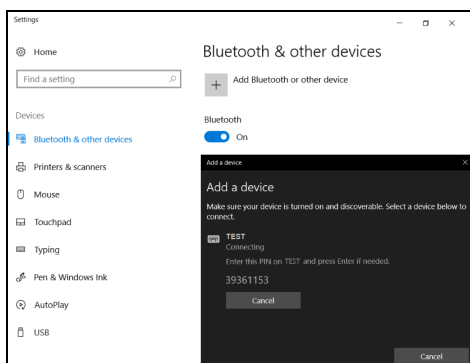 Settings
Home
Find a setting
Devices
Bluetooth & other devices
Printers & scanners
Mouse
Touchpad
Typing
Pen & Windows Ink
AutoPlay
USB
Bluetooth & other devices
Add Bluetooth or other device
Bluetooth
On
Add a device
Add a device
Make sure your device is turned on and discoverable. Select a device below to
connect.
TEST
Connecting
Enter this PIN on TEST and press Enter if needed.
39361153
Cancel
Cancel